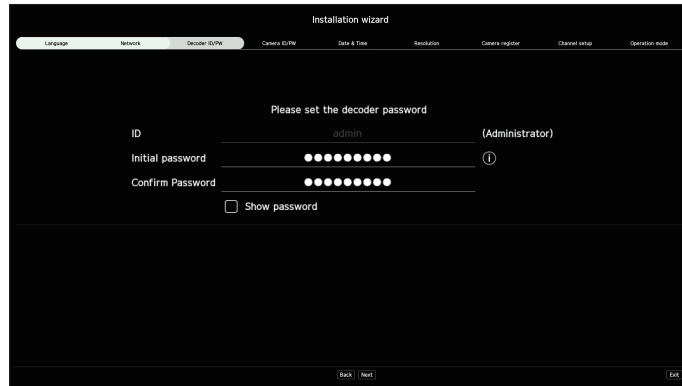 Installation wizard
Language Network Decoder ID/PW Camera ID/PW Date & Time Resolution Camera register Channel setup Operation mode
Please set the decoder password
ID admin (Administrator)
Initial password ●●●●●●●●● ⓘ
Confirm Password ●●●●●●●●●
Show password
Back Next Exit